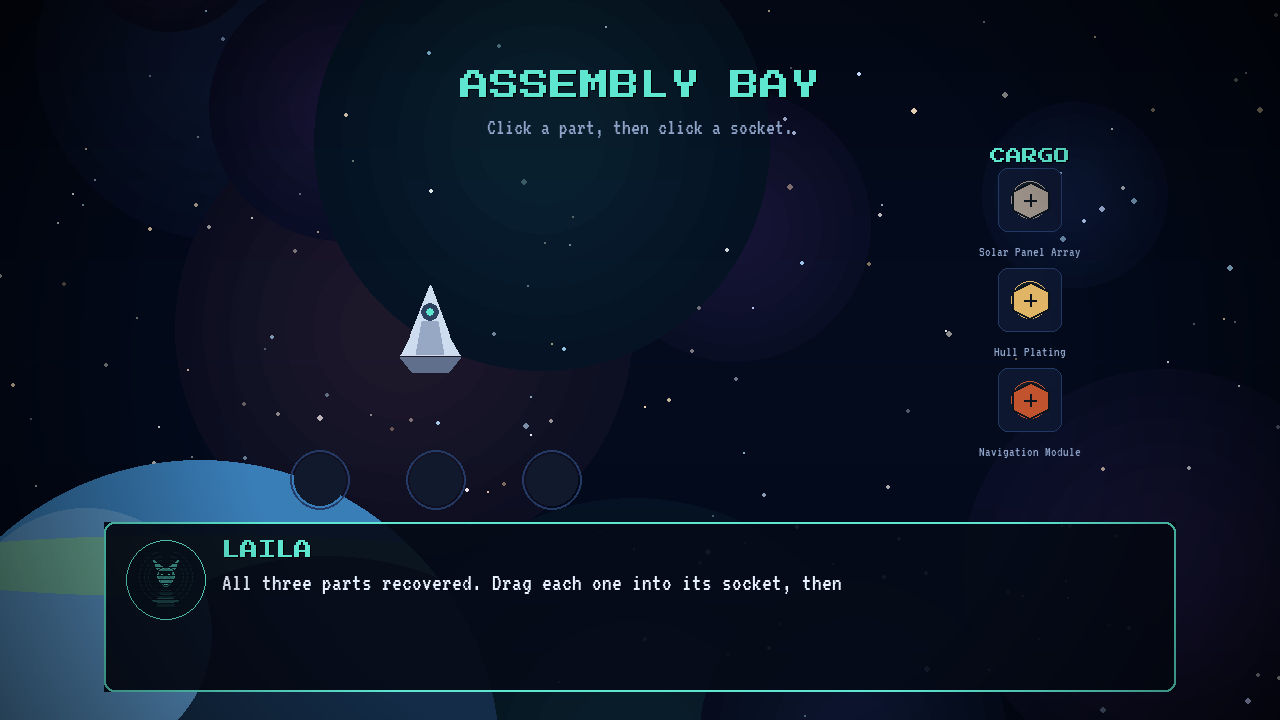 ASSEMBLY BAY
Click a part, then click a socket.
CARGO
Solar Panel Array
Hull Plating
Navigation Module
LAILA
All three parts recovered. Drag each one into its socket, then